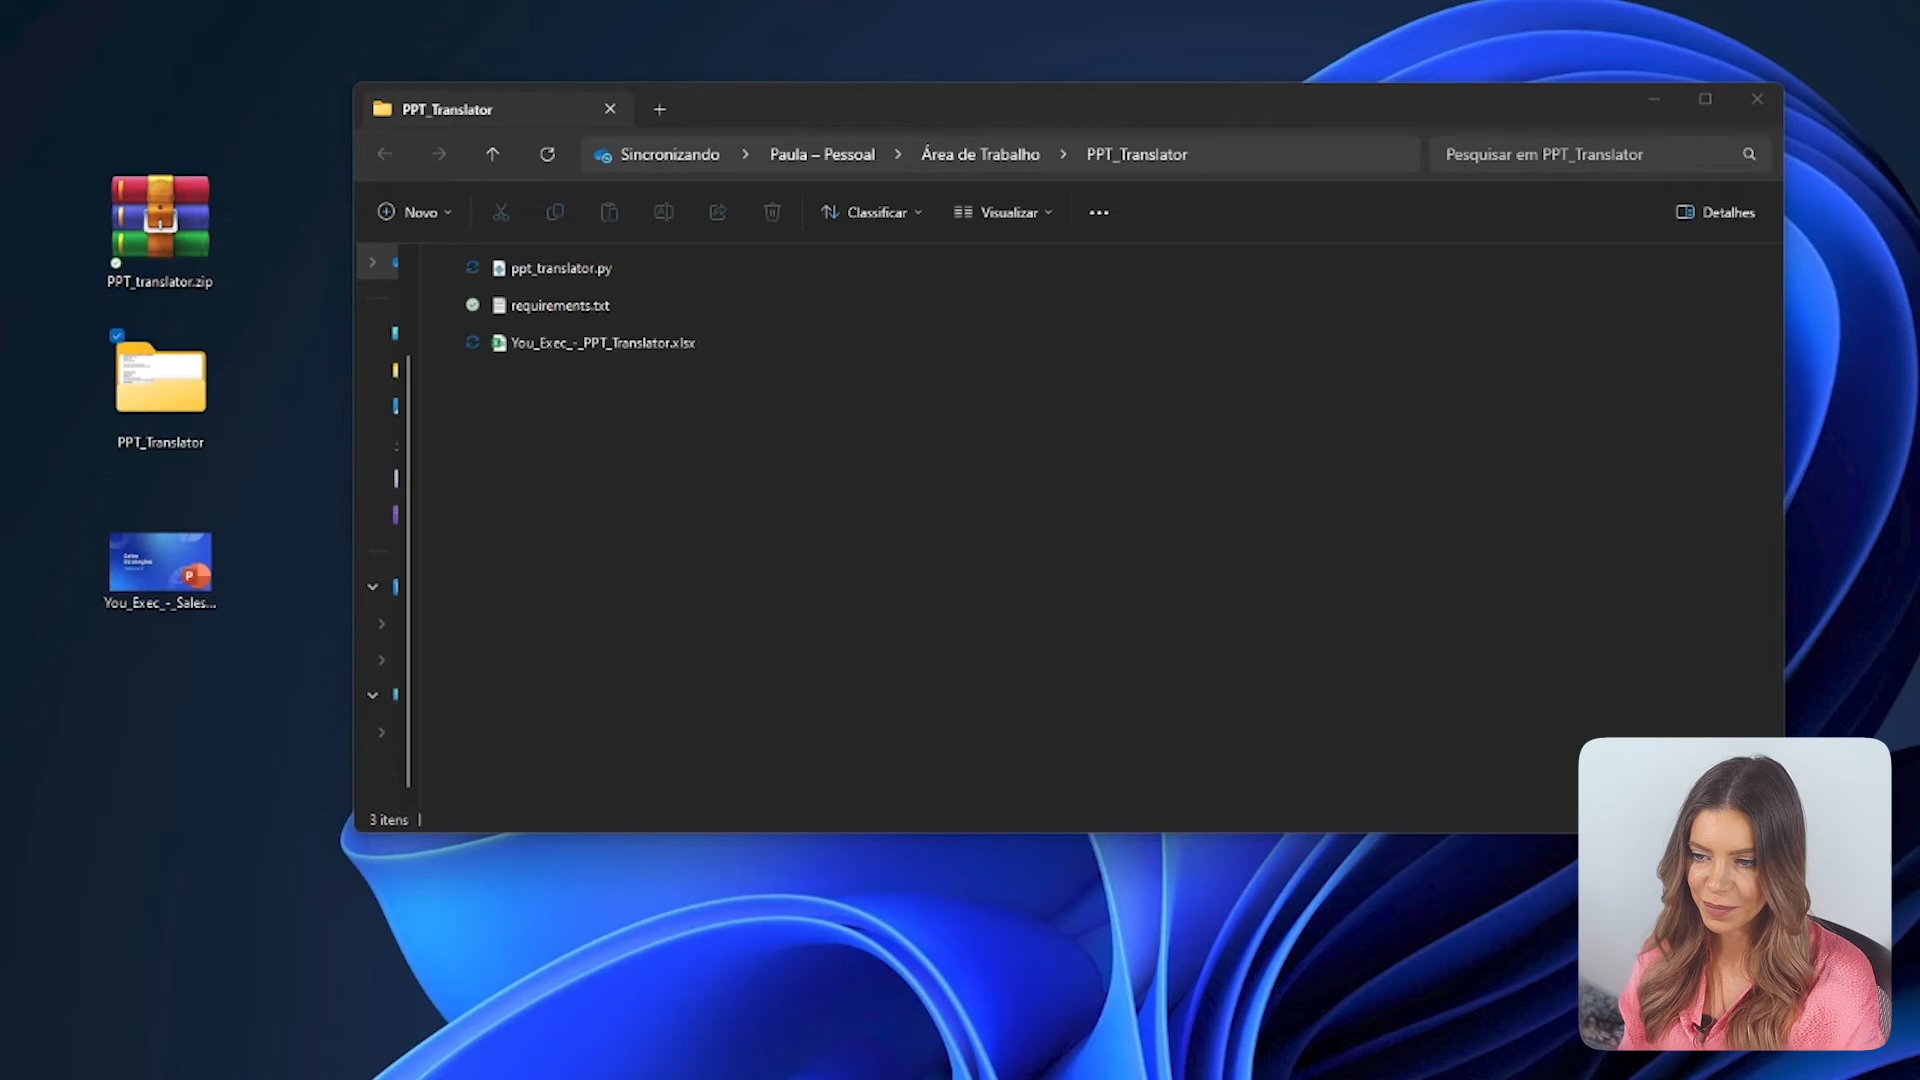 PPT_Translator
Sincronizando
Paula – Pessoal
Área de Trabalho
PPT_Translator
Pesquisar em PPT_Translator
Novo
Classificar
Visualizar
Detalhes
PPT_translator.zip
PPT_Translator
You_Exec_-_Sales...
ppt_translator.py
requirements.txt
You_Exec_-_PPT_Translator.xlsx
3 itens